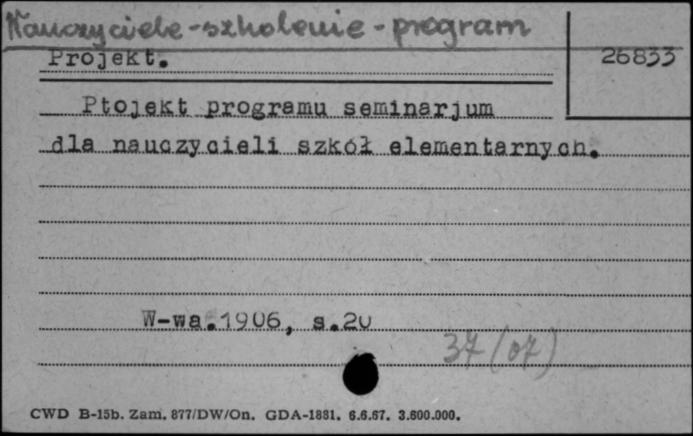 Nauczyciele - szkolenie - program
Projekt.
26833
Ptojekt programu seminarjum
dla nauczycieli szkół elementarnych.
W-wa.1906, s.20
37 (07)
CWD B-15b. Zam. 877/DW/On. GDA-1881. 6.6.67. 3.600.000.